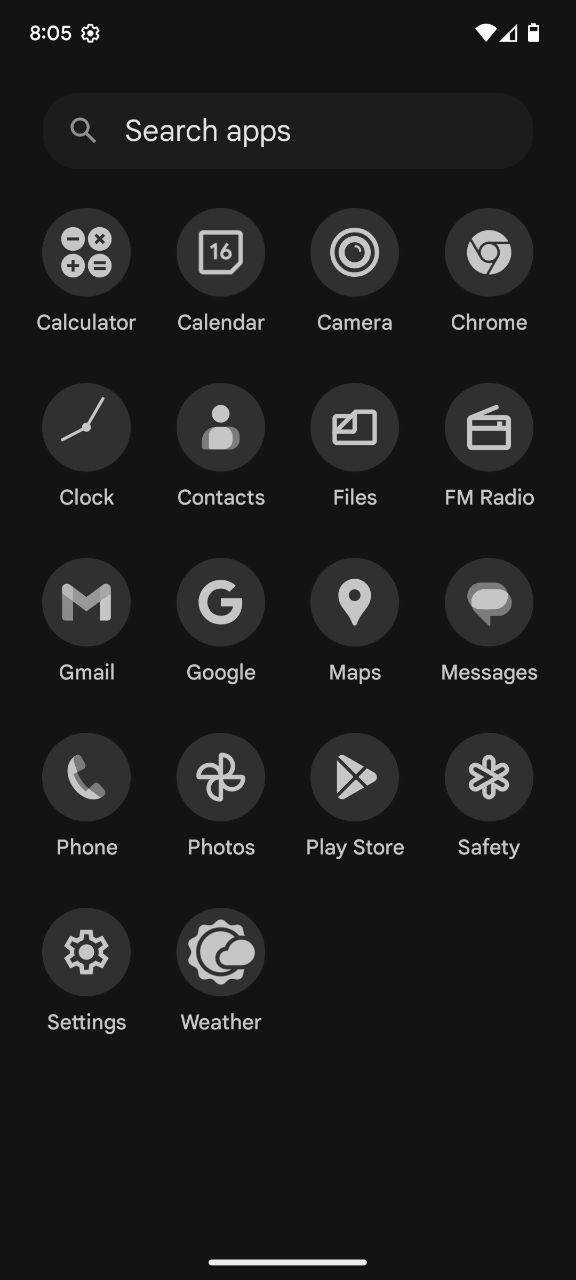 8:05
Search apps
16
Calculator Calendar Camera Chrome
Clock Contacts Files FM Radio
Gmail Google Maps Messages
Phone Photos Play Store Safety
Settings Weather